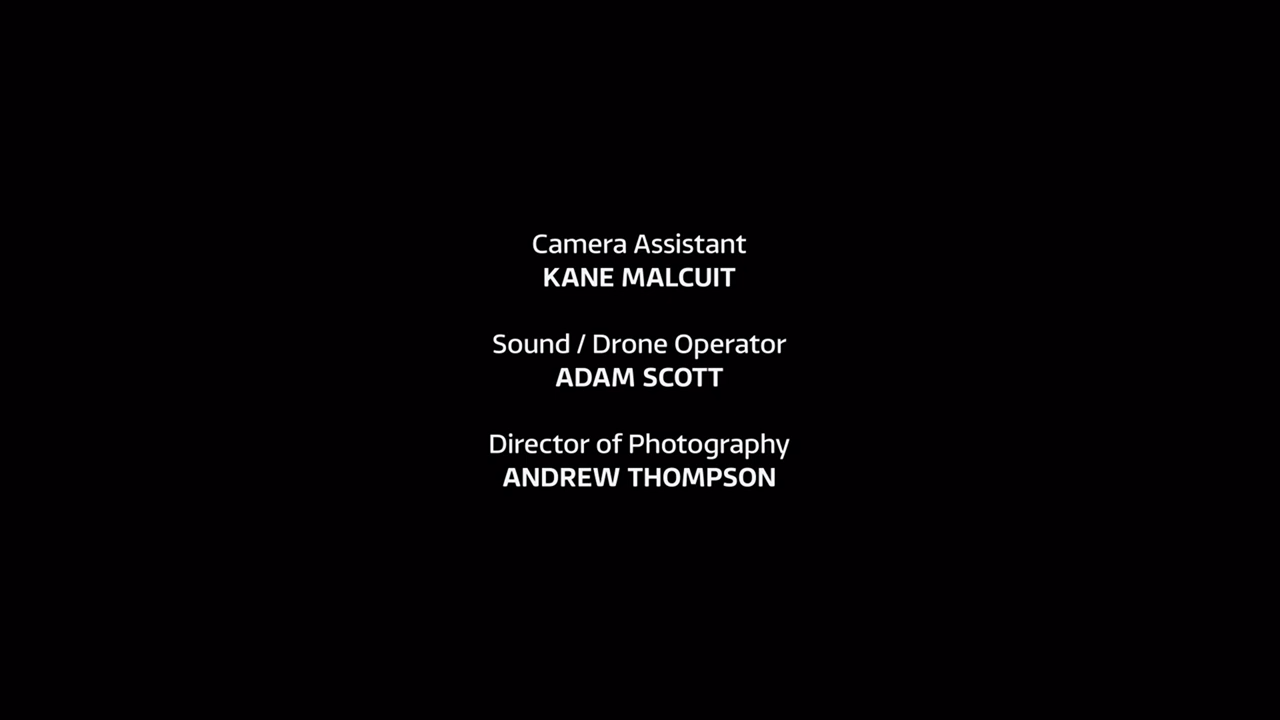 Camera Assistant
KANE MALCUIT
Sound / Drone Operator
ADAM SCOTT
Director of Photography
ANDREW THOMPSON